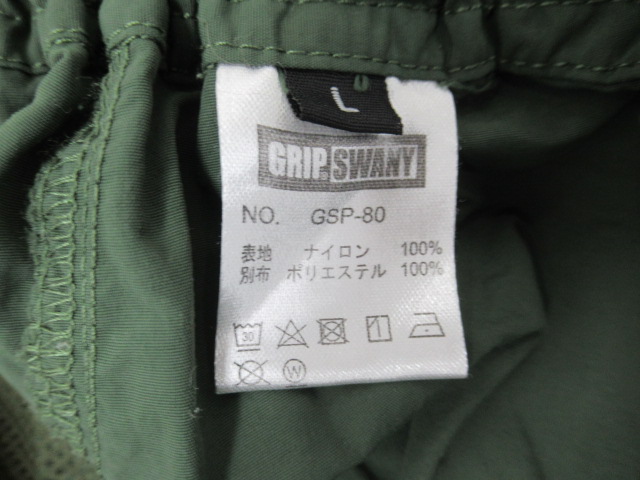 L
GRIP SWANY
NO. GSP-80
表地 ナイロン 100%
別布 ポリエステル 100%
30
W